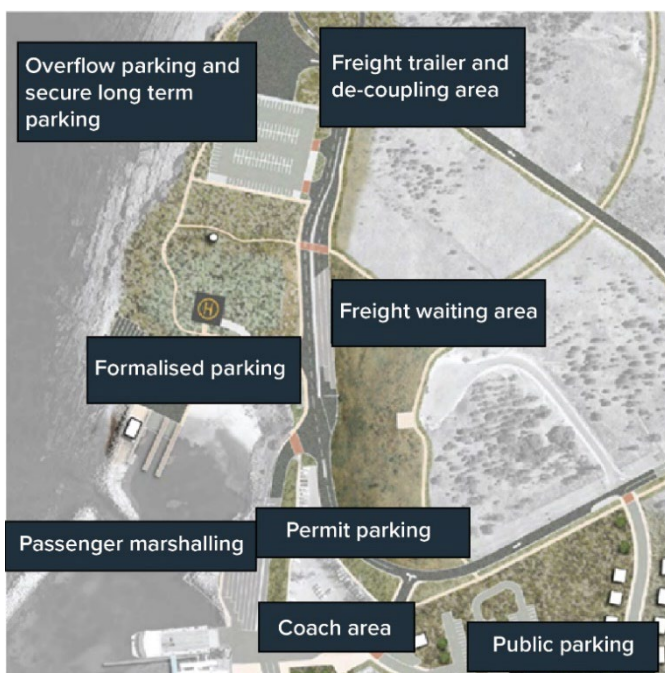 Overflow parking and
secure long term
parking
Freight trailer and
de-coupling area
Freight waiting area
Formalised parking
Permit parking
Passenger marshalling
Coach area
Public parking
H